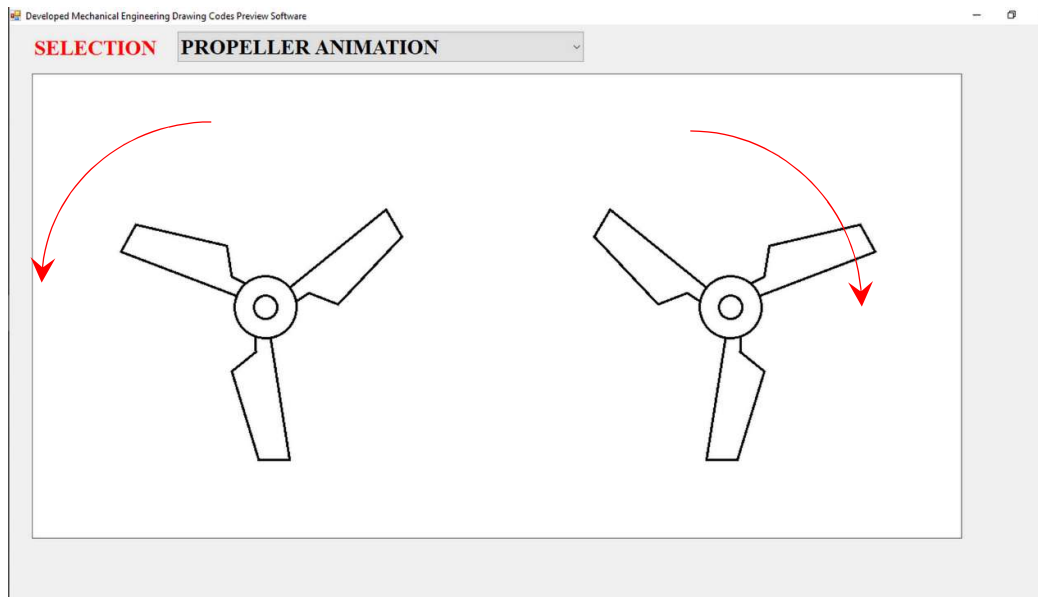 Developed Mechanical Engineering Drawing Codes Preview Software
SELECTION PROPELLER ANIMATION